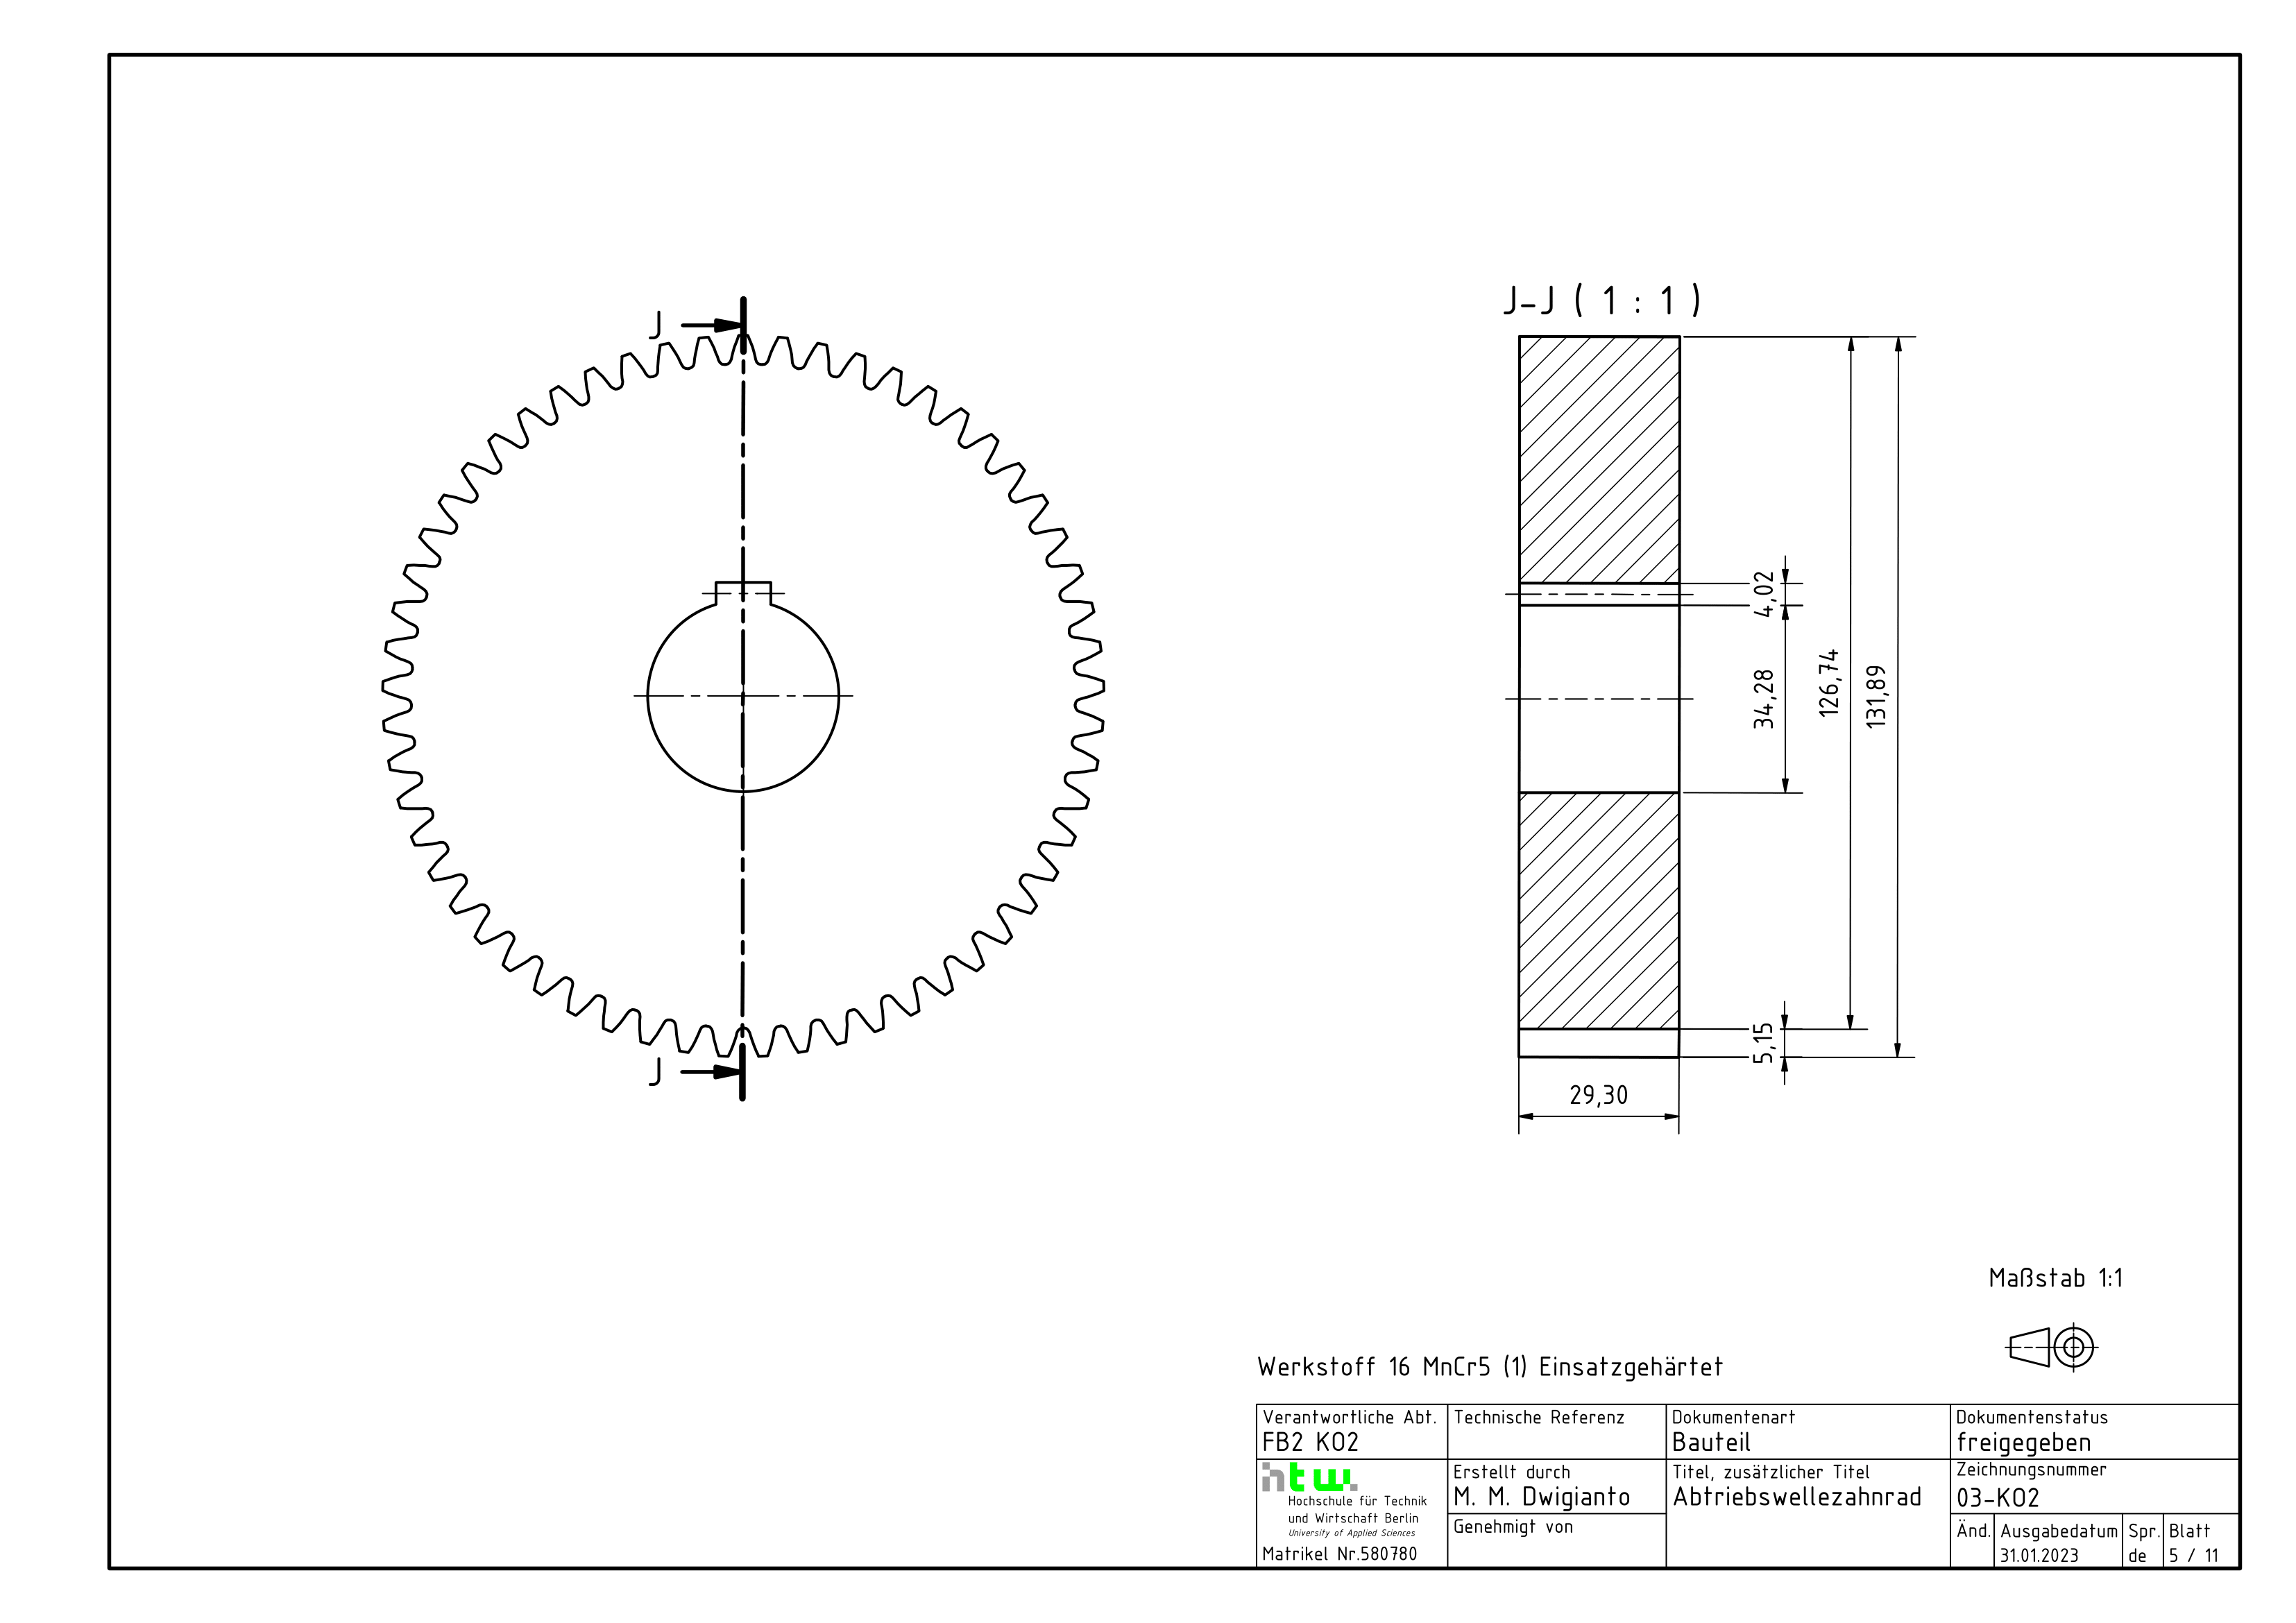 J
J-J ( 1 : 1 )
4,02
34,28
126,74
131,89
5,15
29,30
J
Maßstab 1:1
Werkstoff 16 MnCr5 (1) Einsatzgehärtet
Verantwortliche Abt.
FB2 KO2
Technische Referenz
Dokumentenart
Bauteil
Dokumentenstatus
freigegeben
htw.
Hochschule für Technik
und Wirtschaft Berlin
University of Applied Sciences
Matrikel Nr.580780
Erstellt durch
M. M. Dwigianto
Genehmigt von
Titel, zusätzlicher Titel
Abtriebswellezahnrad
Zeichnungsnummer
03-KO2
Änd.
Ausgabedatum
31.01.2023
Spr.
de
Blatt
5 / 11